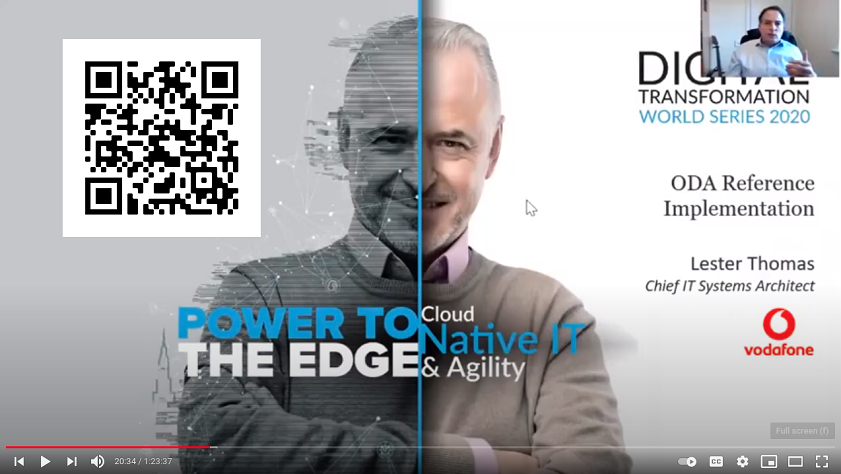 DIGITAL
TRANSFORMATION
WORLD SERIES 2020
ODA Reference
Implementation
Lester Thomas
Chief IT Systems Architect
vodafone
POWER TO
THE EDGE
Cloud
Native IT
& Agility
Full screen (f)
20:34 / 1:23:37
CC